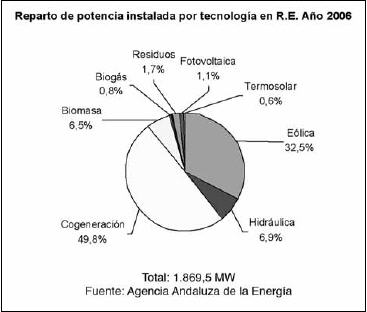 Reparto de potencia instalada por tecnología en R.E. Año 2006
Residuos
1,7%
Fotovoltaica
1,1%
Biogás
0,8%
Termosolar
0,6%
Biomasa
6,5%
Eólica
32,5%
Cogeneración
49,8%
Hidráulica
6,9%
Total: 1.869,5 MW
Fuente: Agencia Andaluza de la Energía